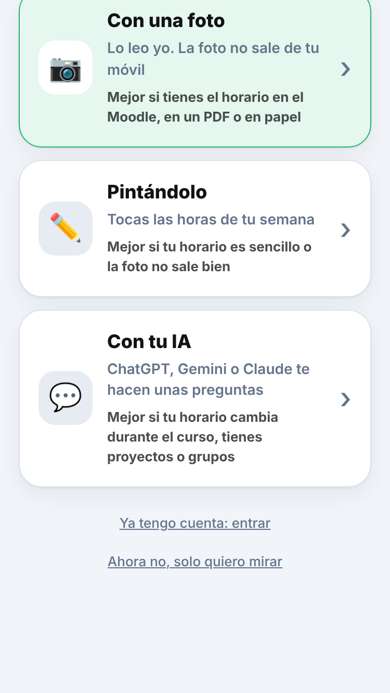 Con una foto
Lo leo yo. La foto no sale de tu
móvil
Mejor si tienes el horario en el
Moodle, en un PDF o en papel
Pintándolo
Tocas las horas de tu semana
Mejor si tu horario es sencillo o
la foto no sale bien
Con tu IA
ChatGPT, Gemini o Claude te
hacen unas preguntas
Mejor si tu horario cambia
durante el curso, tienes
proyectos o grupos
Ya tengo cuenta: entrar
Ahora no, solo quiero mirar